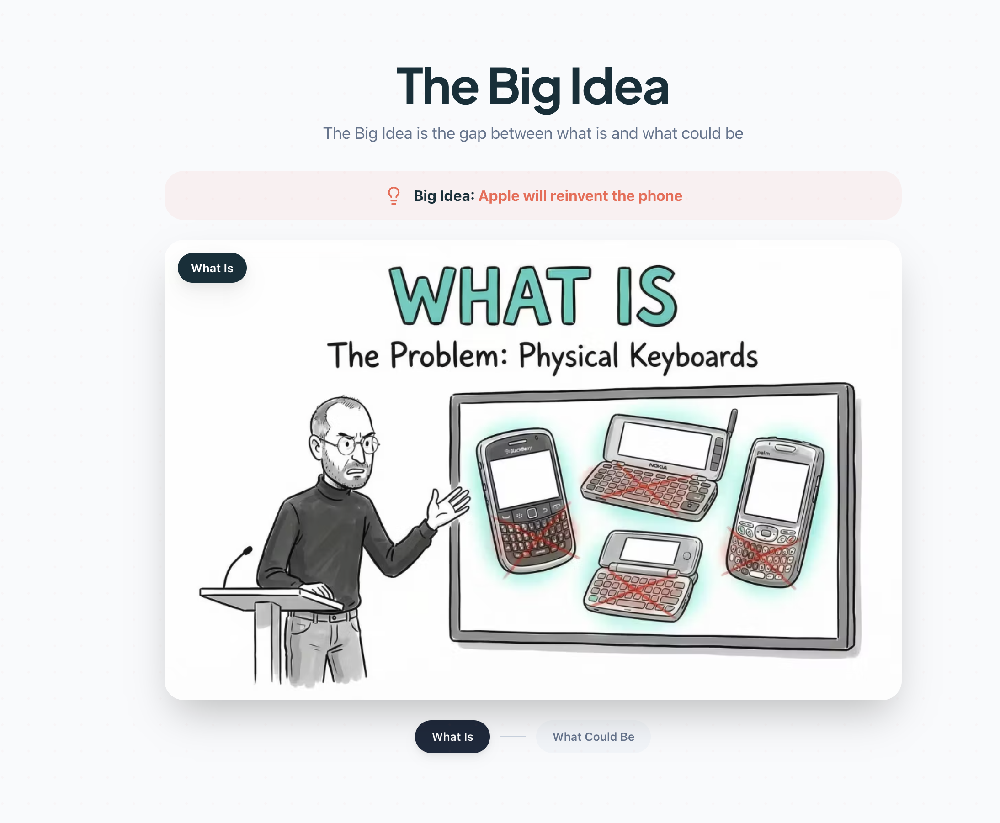 The Big Idea
The Big Idea is the gap between what is and what could be
Big Idea: Apple will reinvent the phone
What Is
WHAT IS
The Problem: Physical Keyboards
BlackBerry
NOKIA
palm
What Is
What Could Be